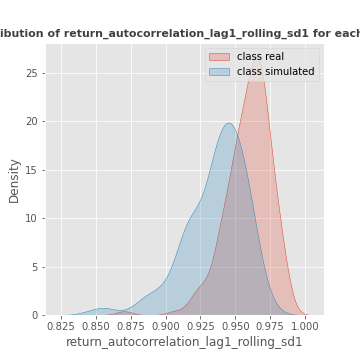 ibution of return_autocorrelation_lag1_rolling_sd1 for each
class real
class simulated
25
20
15
10
5
0
Density
0.825 0.850 0.875 0.900 0.925 0.950 0.975 1.000
return_autocorrelation_lag1_rolling_sd1